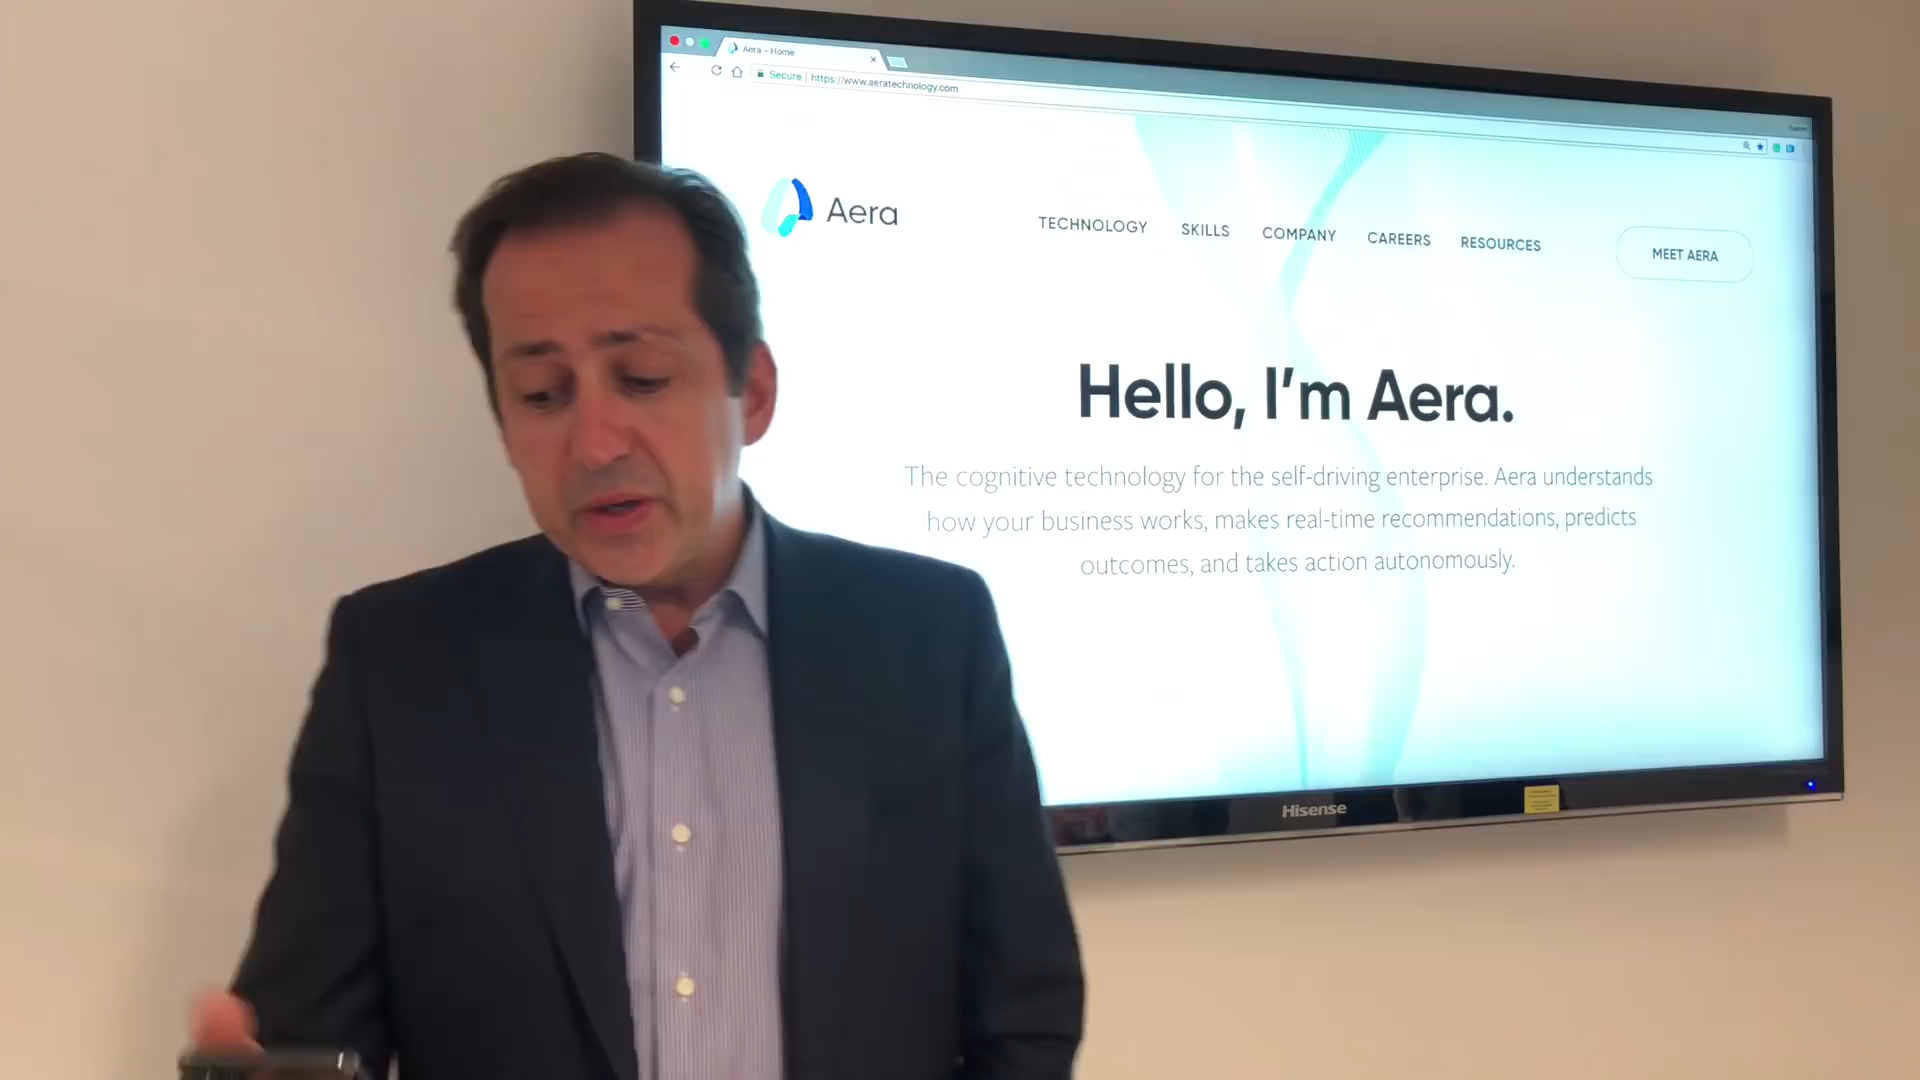 Aera - Home
Secure | https://www.aeratechnology.com
Aera
TECHNOLOGY SKILLS COMPANY CAREERS RESOURCES MEET AERA
Hello, I'm Aera.
The cognitive technology for the self-driving enterprise. Aera understands
how your business works, makes real-time recommendations, predicts
outcomes, and takes action autonomously.
Hisense